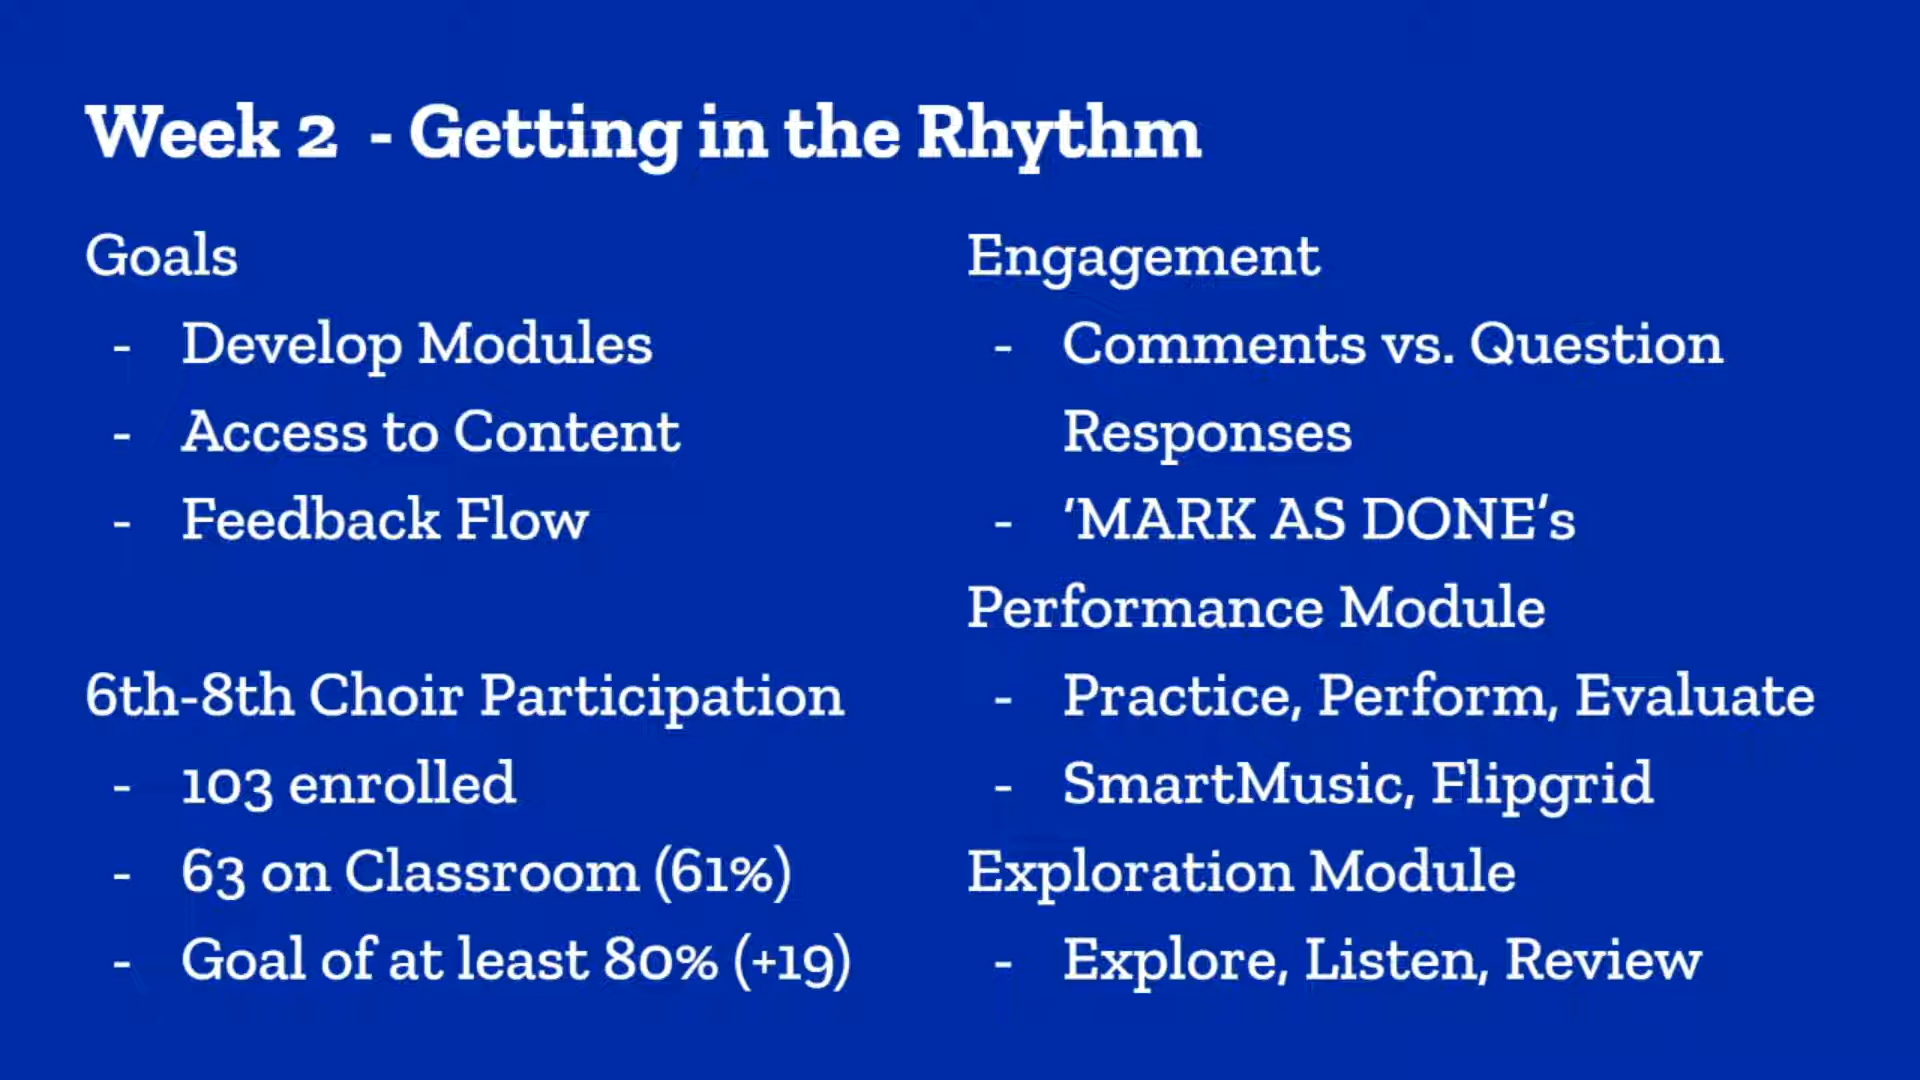 Week 2 - Getting in the Rhythm
Goals
- Develop Modules
- Access to Content
- Feedback Flow
6th-8th Choir Participation
- 103 enrolled
- 63 on Classroom (61%)
- Goal of at least 80% (+19)
Engagement
- Comments vs. Question
Responses
- ‘MARK AS DONE’s
Performance Module
- Practice, Perform, Evaluate
- SmartMusic, Flipgrid
Exploration Module
- Explore, Listen, Review